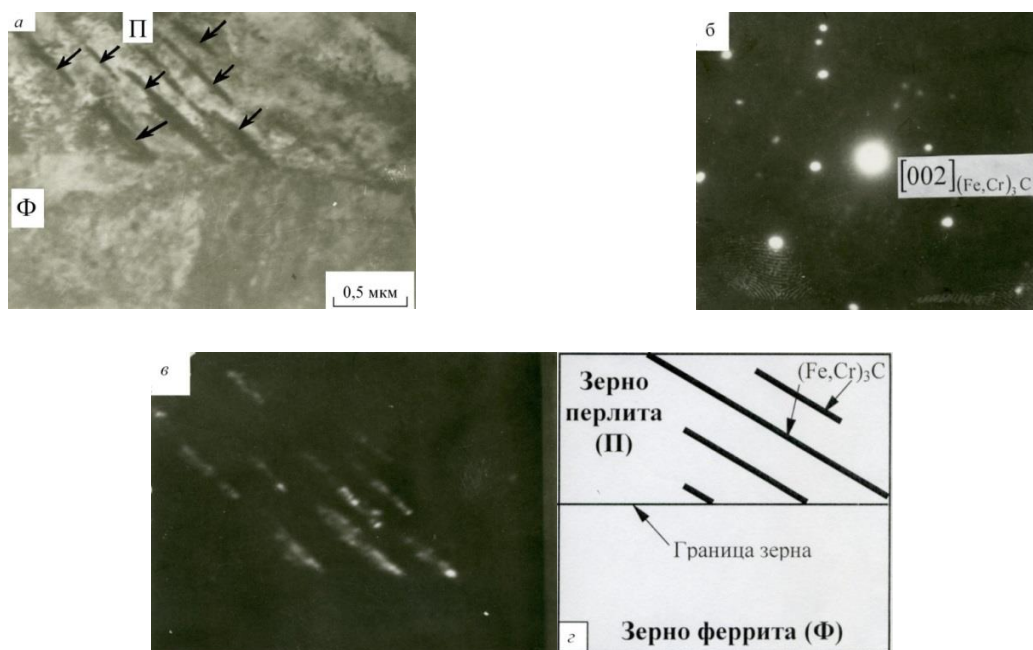 а
П
Ф
0,5 мкм
б
[002](Fe,Cr)3C
в
Зерно
перлита
(П)
(Fe,Cr)3C
Граница зерна
Зерно феррита (Ф)
г